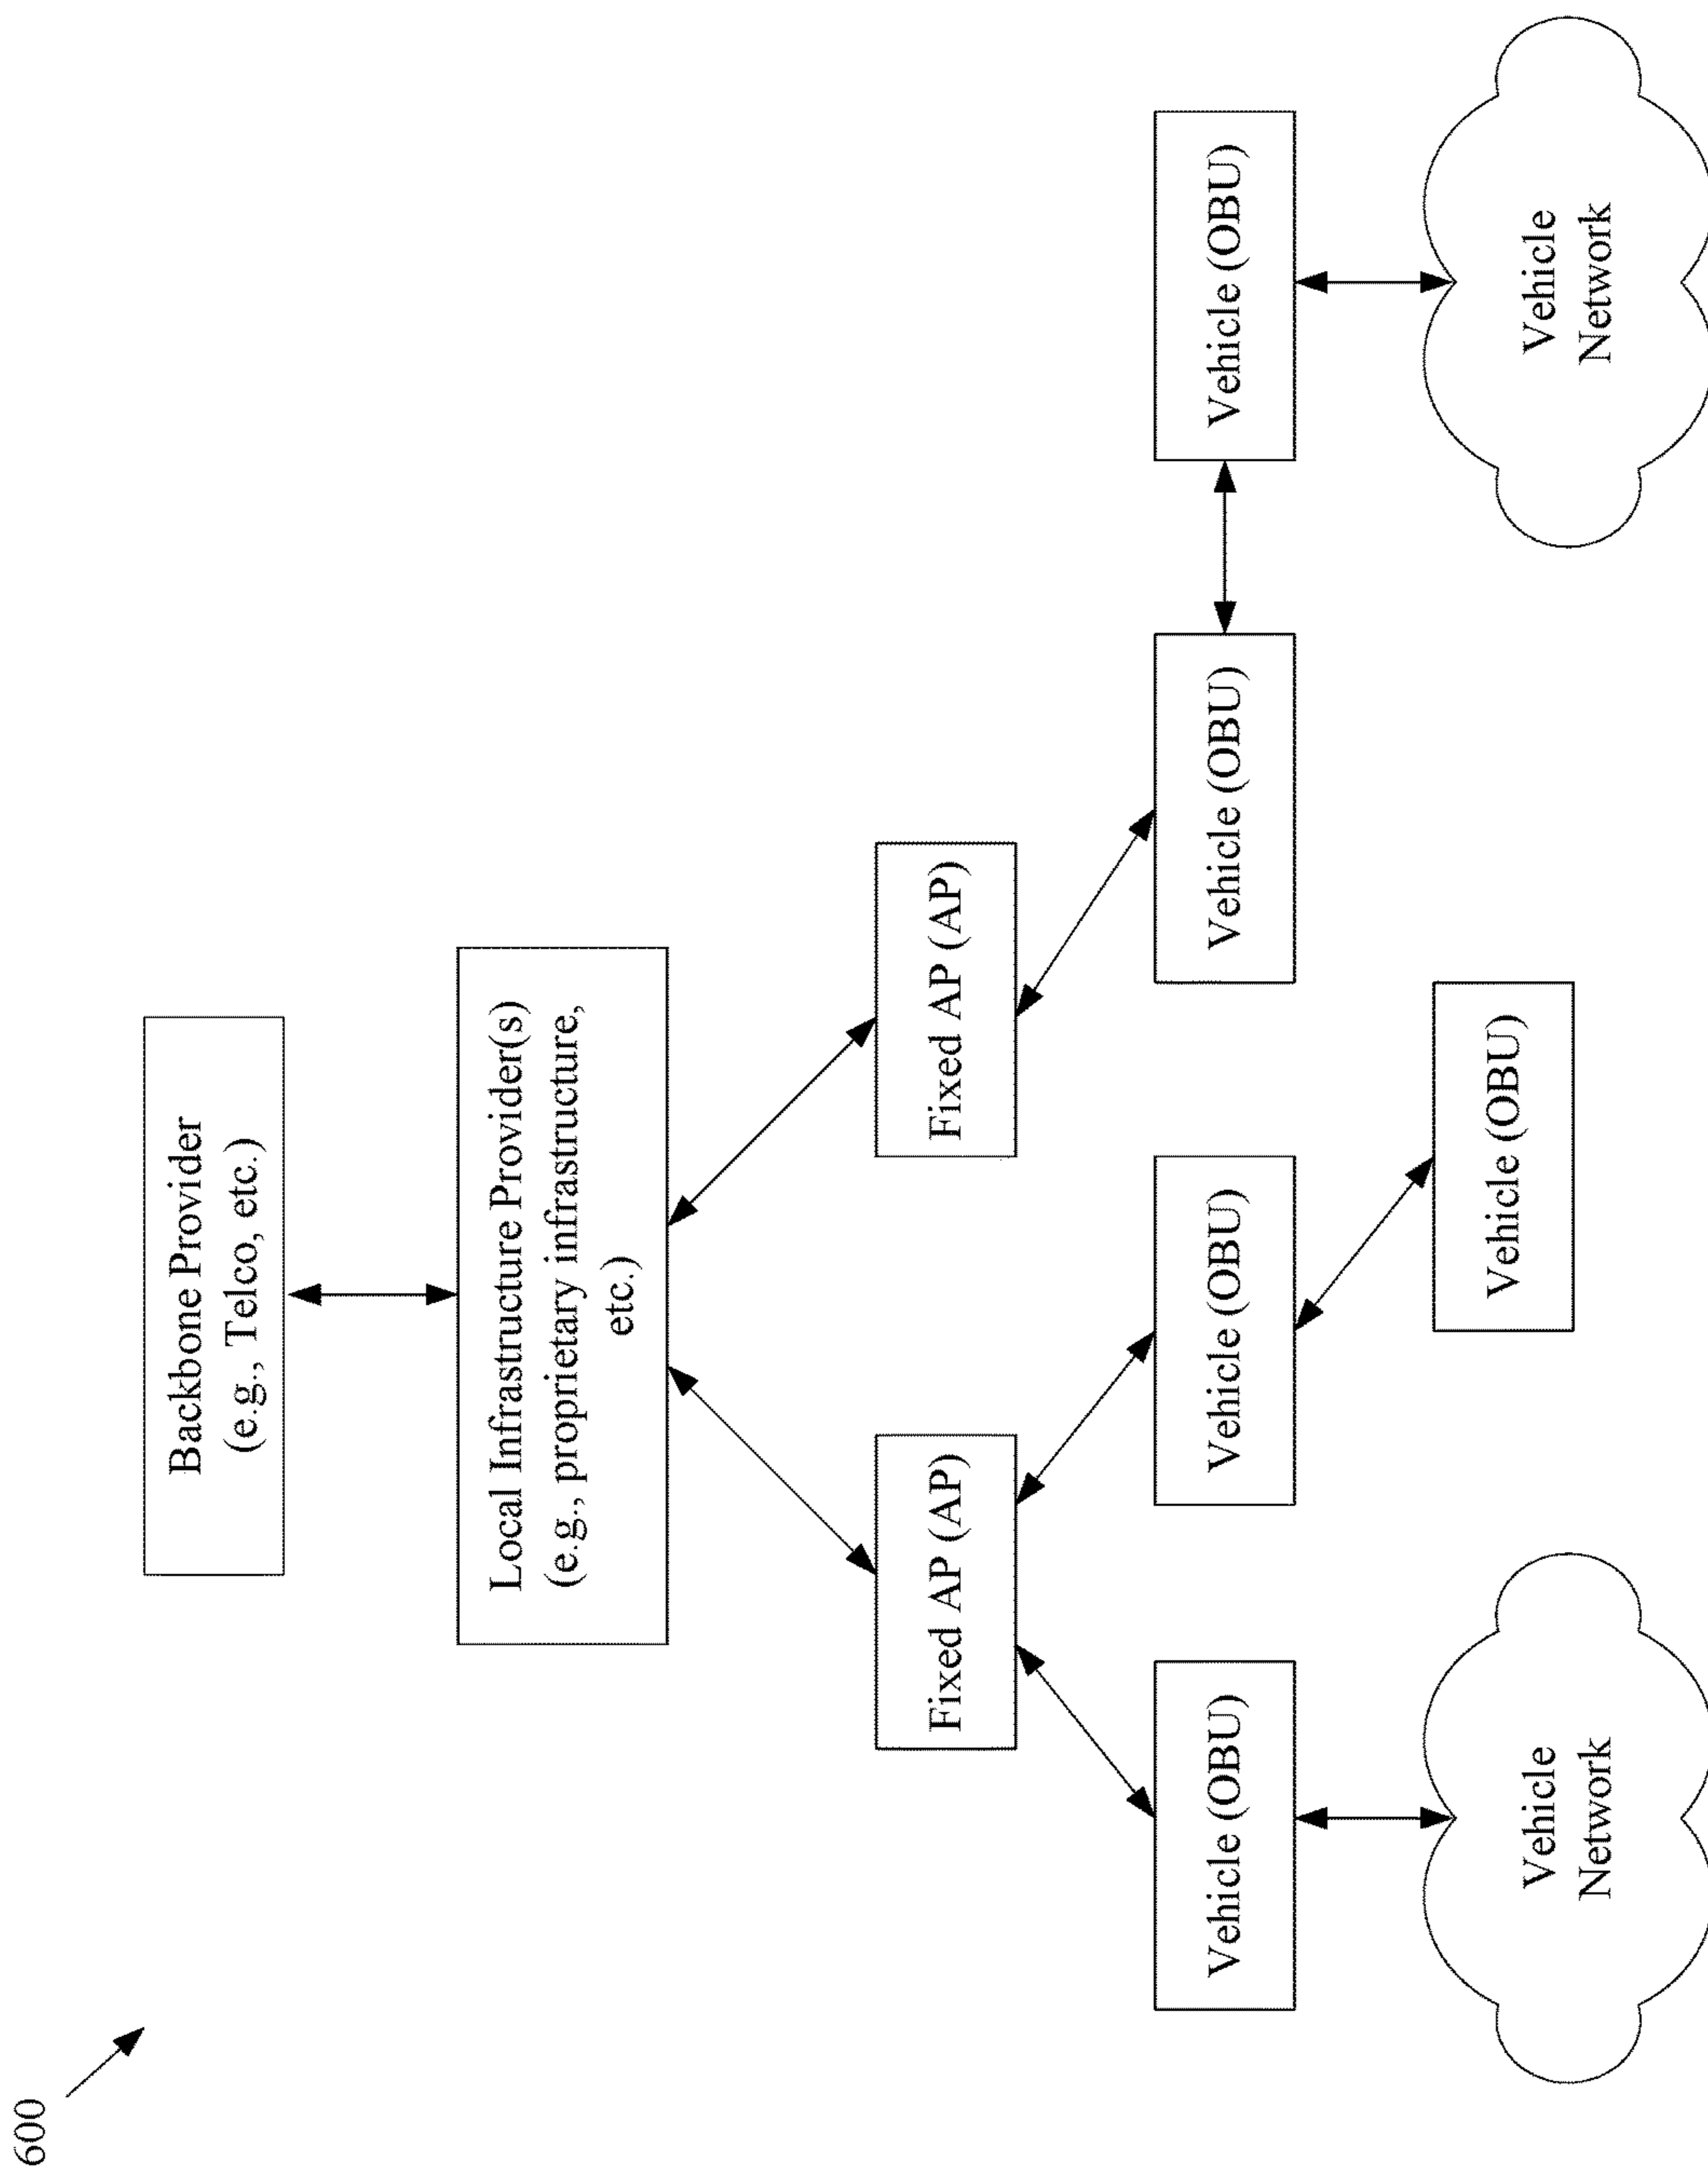 600
Backbone Provider
(e.g., Telco, etc.)
Local Infrastructure Provider(s)
(e.g., proprietary infrastructure,
etc.)
Fixed AP (AP)
Fixed AP (AP)
Vehicle (OBU)
Vehicle (OBU)
Vehicle (OBU)
Vehicle (OBU)
Vehicle (OBU)
Vehicle
Network
Vehicle
Network